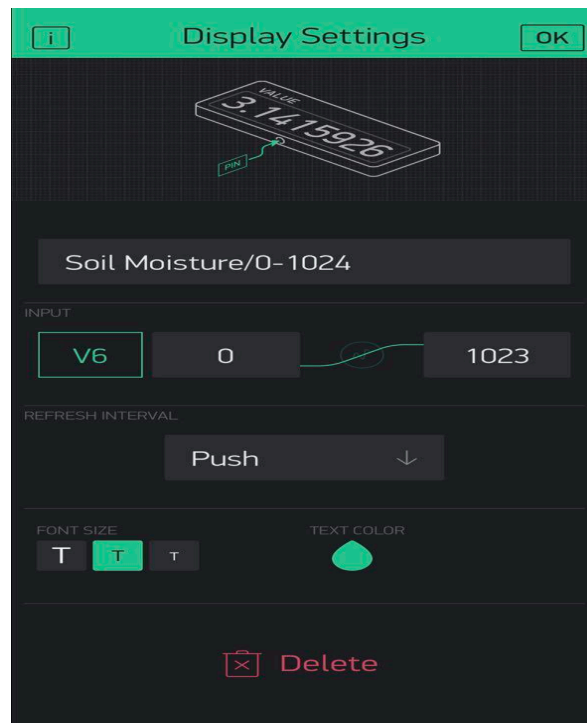 i Display Settings OK
VALUE
3.1415926
PIN
Soil Moisture/0-1024
INPUT
V6 0 1023
REFRESH INTERVAL
Push
FONT SIZE TEXT COLOR
T T T
Delete